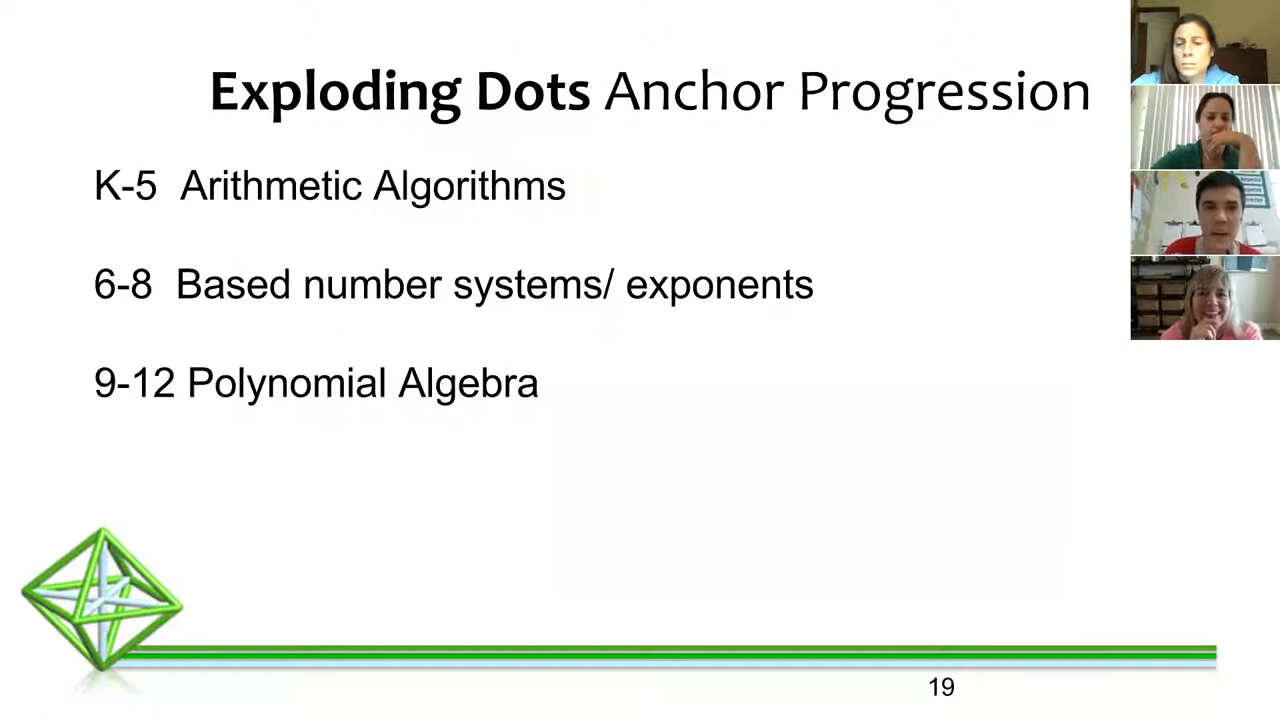 Exploding Dots Anchor Progression
K-5 Arithmetic Algorithms
6-8 Based number systems/ exponents
9-12 Polynomial Algebra
19